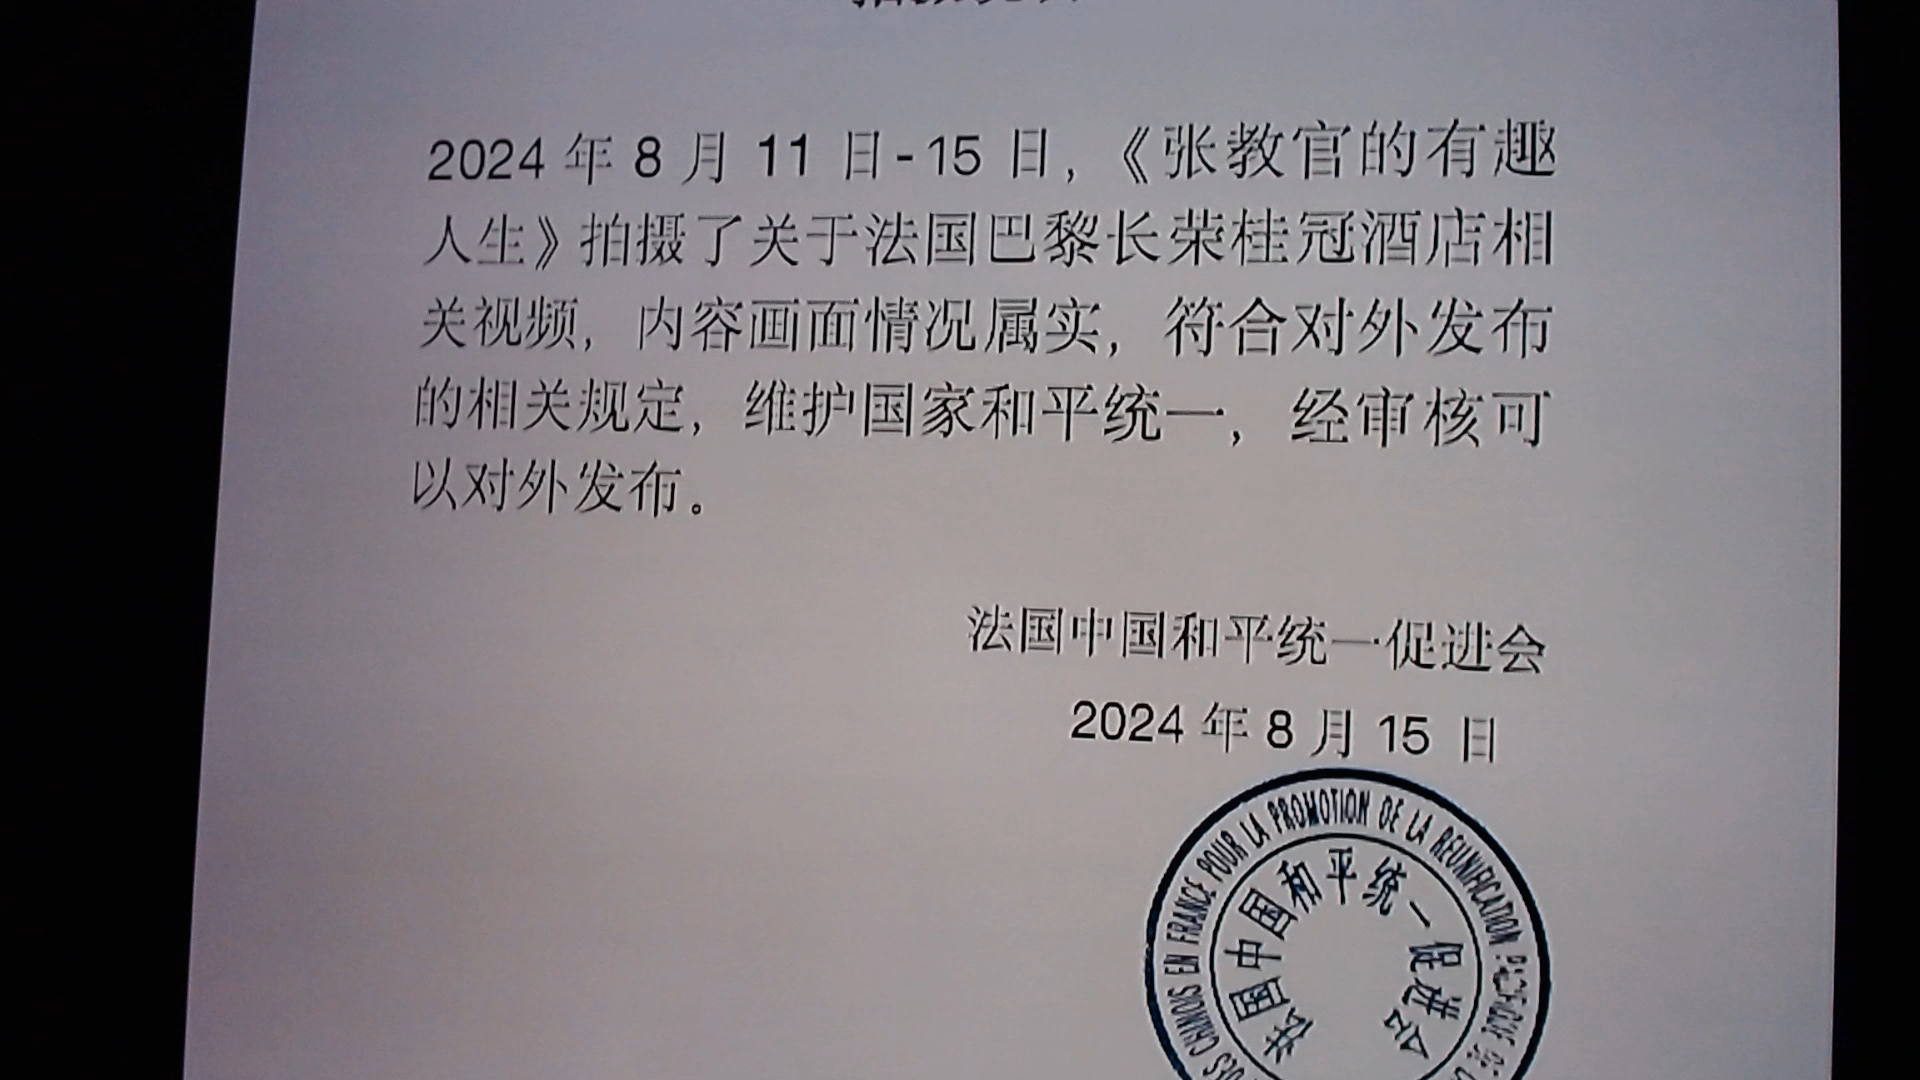 2024 年 8 月 11 日-15 日，《张教官的有趣
人生》拍摄了关于法国巴黎长荣桂冠酒店相
关视频，内容画面情况属实，符合对外发布
的相关规定，维护国家和平统一，经审核可
以对外发布。
法国中国和平统一促进会
2024 年 8 月 15 日
CHINOIS EN FRANCE POUR LA PROMOTION DE LA REUNIFICATION
法国中国和平统一促进会